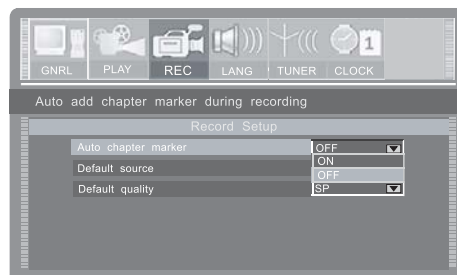 GNRL PLAY REC LANG TUNER CLOCK
1
Auto add chapter marker during recording
Record Setup
Auto chapter marker OFF
ON
Default source OFF
Default quality SP